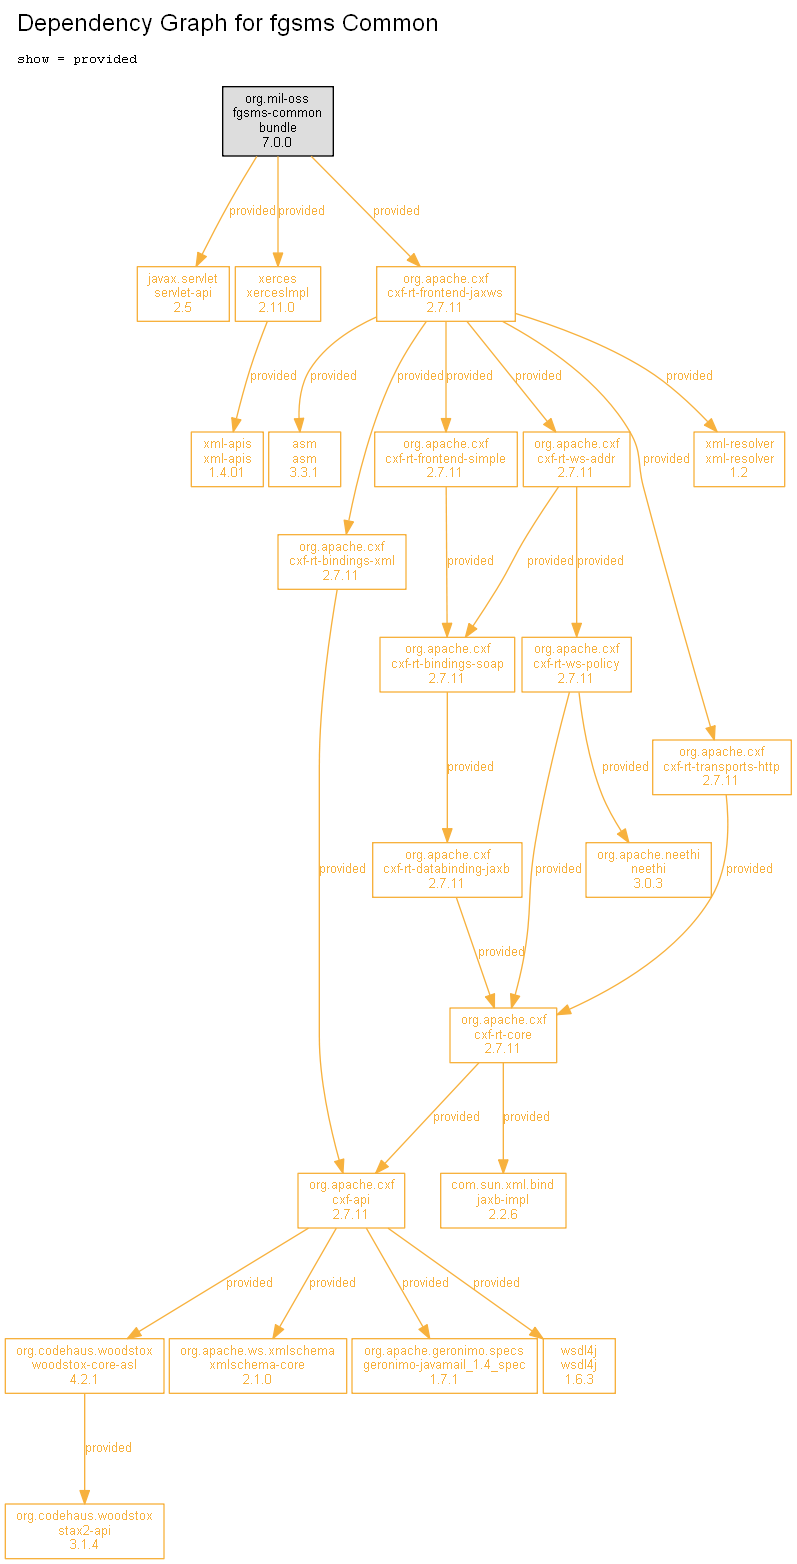 Dependency Graph for fgsms Common
show = provided
org.mil-oss
fgsms-common
bundle
7.0.0
provided
provided
provided
javax.servlet
servlet-api
2.5
xerces
xercesImpl
2.11.0
org.apache.cxf
cxf-rt-frontend-jaxws
2.7.11
provided
provided
provided
provided
provided
provided
xml-apis
xml-apis
1.4.01
asm
asm
3.3.1
org.apache.cxf
cxf-rt-frontend-simple
2.7.11
org.apache.cxf
cxf-rt-ws-addr
2.7.11
provided
xml-resolver
xml-resolver
1.2
org.apache.cxf
cxf-rt-bindings-xml
2.7.11
provided
provided
provided
org.apache.cxf
cxf-rt-bindings-soap
2.7.11
org.apache.cxf
cxf-rt-ws-policy
2.7.11
provided
provided
org.apache.cxf
cxf-rt-transports-http
2.7.11
provided
org.apache.cxf
cxf-rt-databinding-jaxb
2.7.11
provided
org.apache.neethi
neethi
3.0.3
provided
provided
org.apache.cxf
cxf-rt-core
2.7.11
provided
provided
org.apache.cxf
cxf-api
2.7.11
com.sun.xml.bind
jaxb-impl
2.2.6
provided
provided
provided
provided
org.codehaus.woodstox
woodstox-core-asl
4.2.1
org.apache.ws.xmlschema
xmlschema-core
2.1.0
org.apache.geronimo.specs
geronimo-javamail_1.4_spec
1.7.1
wsdl4j
wsdl4j
1.6.3
provided
org.codehaus.woodstox
stax2-api
3.1.4